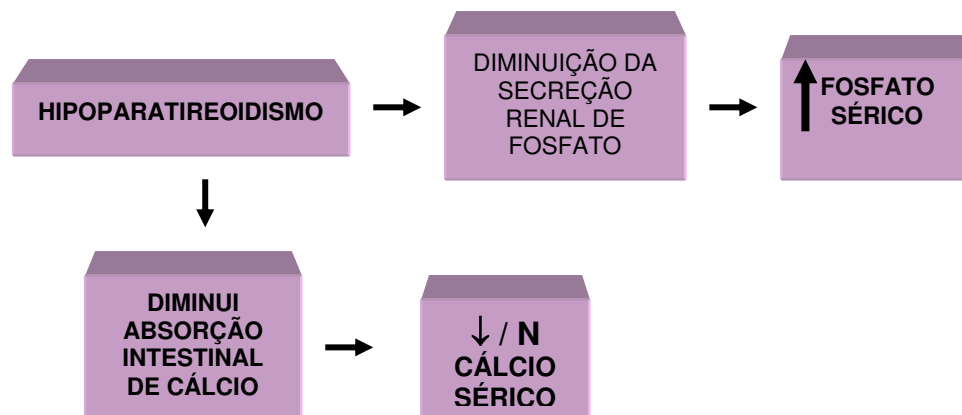 HIPOPARATIREOIDISMO
DIMINUIÇÃO DA
SECREÇÃO
RENAL DE
FOSFATO
FOSFATO
SÉRICO
DIMINUI
ABSORÇÃO
INTESTINAL
DE CÁLCIO
↓ / N
CÁLCIO
SÉRICO